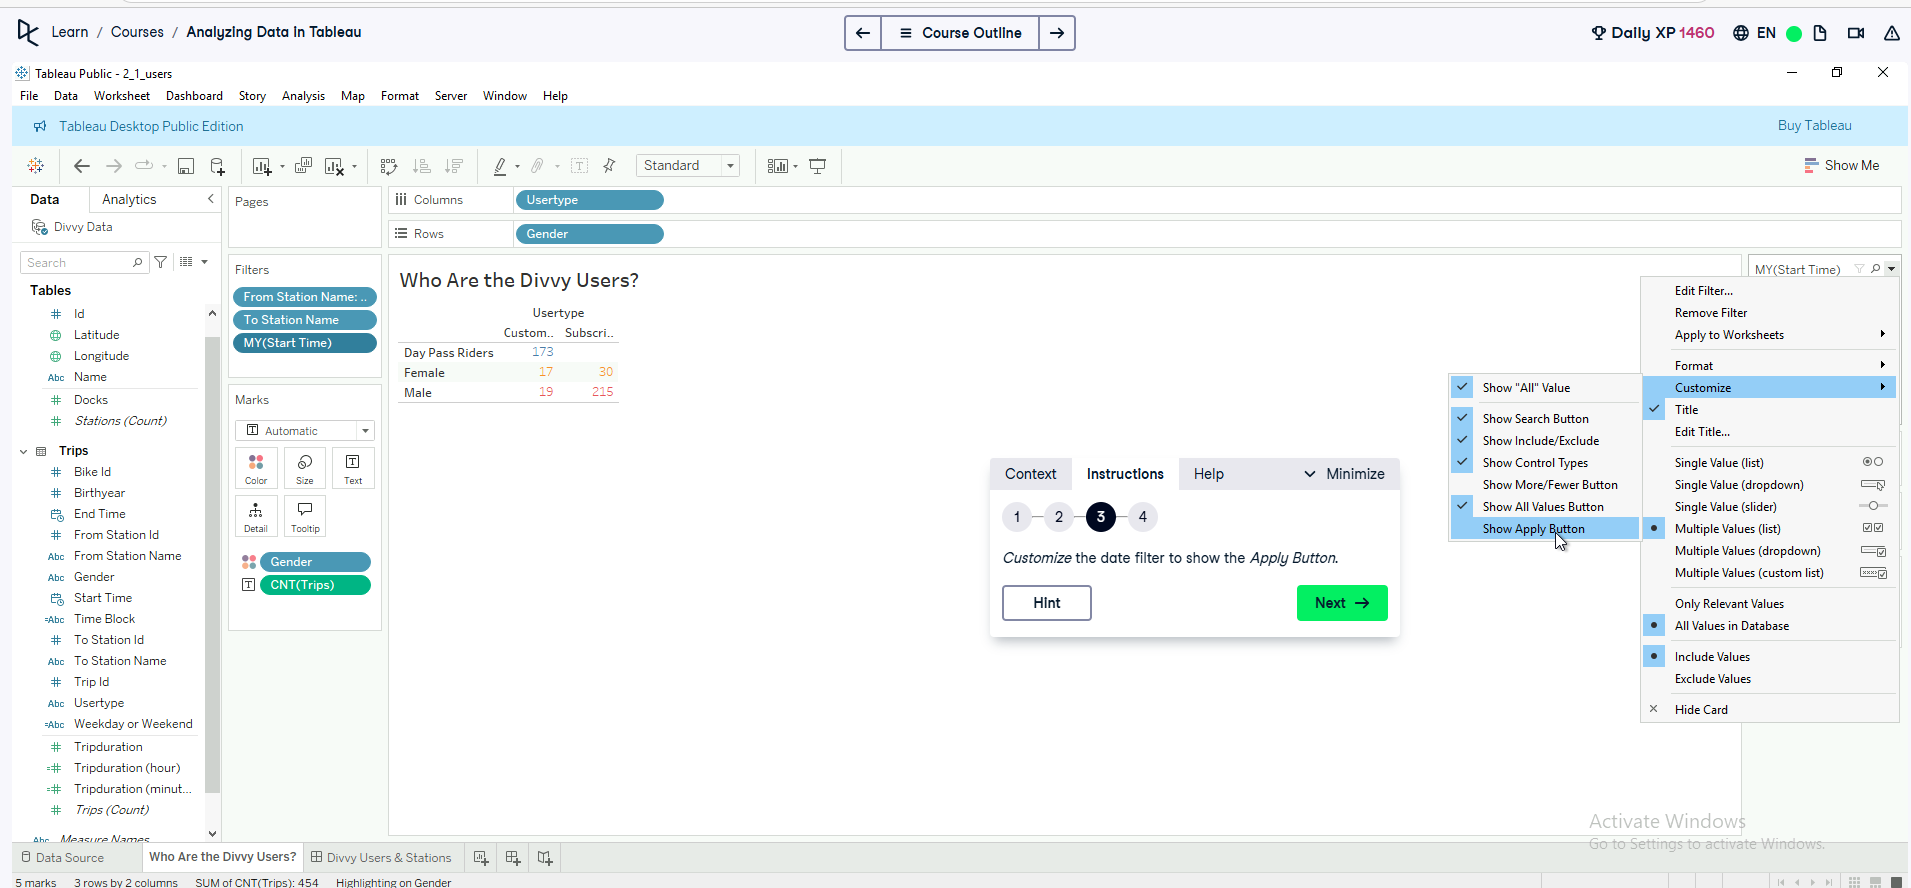 Learn / Courses / Analyzing Data in Tableau
Course Outline
Daily XP 1460
EN
Tableau Public - 2_1_users
File Data Worksheet Dashboard Story Analysis Map Format Server Window Help
Tableau Desktop Public Edition
Buy Tableau
Standard
Show Me
Data
Analytics
Divvy Data
Search
Tables
# Id
Latitude
Longitude
Abc Name
# Docks
# Stations (Count)
Trips
# Bike Id
# Birthyear
End Time
# From Station Id
Abc From Station Name
Abc Gender
Start Time
=Abc Time Block
# To Station Id
Abc To Station Name
# Trip Id
Abc Usertype
=Abc Weekday or Weekend
# Tripduration
=# Tripduration (hour)
=# Tripduration (minut...
# Trips (Count)
Abc Measure Names
Pages
Filters
From Station Name: ..
To Station Name
MY(Start Time)
Marks
Automatic
Color Size Text
Detail Tooltip
Gender
CNT(Trips)
Columns
Usertype
Rows
Gender
Who Are the Divvy Users?
Usertype
Custom.. Subscri..
Day Pass Riders 173
Female 17 30
Male 19 215
Context
Instructions
Help
Minimize
1 2 3 4
Customize the date filter to show the Apply Button.
Hint
Next
MY(Start Time)
Edit Filter...
Remove Filter
Apply to Worksheets
Format
Customize
Title
Edit Title...
Single Value (list)
Single Value (dropdown)
Single Value (slider)
Multiple Values (list)
Multiple Values (dropdown)
Multiple Values (custom list)
Only Relevant Values
All Values in Database
Include Values
Exclude Values
Hide Card
Show "All" Value
Show Search Button
Show Include/Exclude
Show Control Types
Show More/Fewer Button
Show All Values Button
Show Apply Button
Activate Windows
Go to Settings to activate Windows.
Data Source
Who Are the Divvy Users?
Divvy Users & Stations
5 marks 3 rows by 2 columns SUM of CNT(Trips): 454 Highlighting on Gender